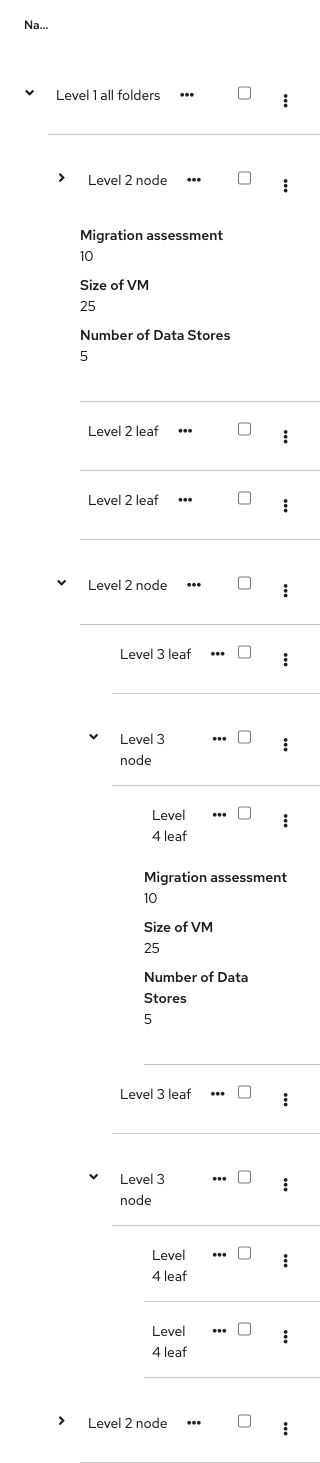 Na...
Level 1 all folders
Level 2 node
Migration assessment
10
Size of VM
25
Number of Data Stores
5
Level 2 leaf
Level 2 leaf
Level 2 node
Level 3 leaf
Level 3
node
Level
4 leaf
Migration assessment
10
Size of VM
25
Number of Data
Stores
5
Level 3 leaf
Level 3
node
Level
4 leaf
Level
4 leaf
Level 2 node